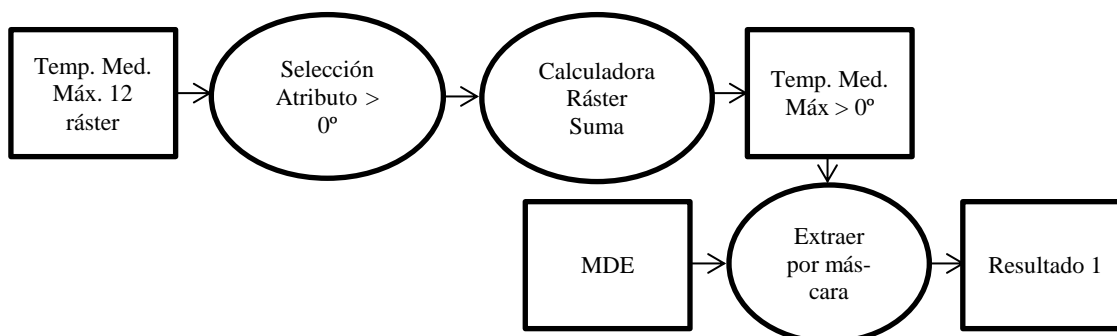 Temp. Med.
Máx. 12
ráster
Selección
Atributo >
0º
Calculadora
Ráster
Suma
Temp. Med.
Máx > 0º
MDE
Extraer
por más-
cara
Resultado 1